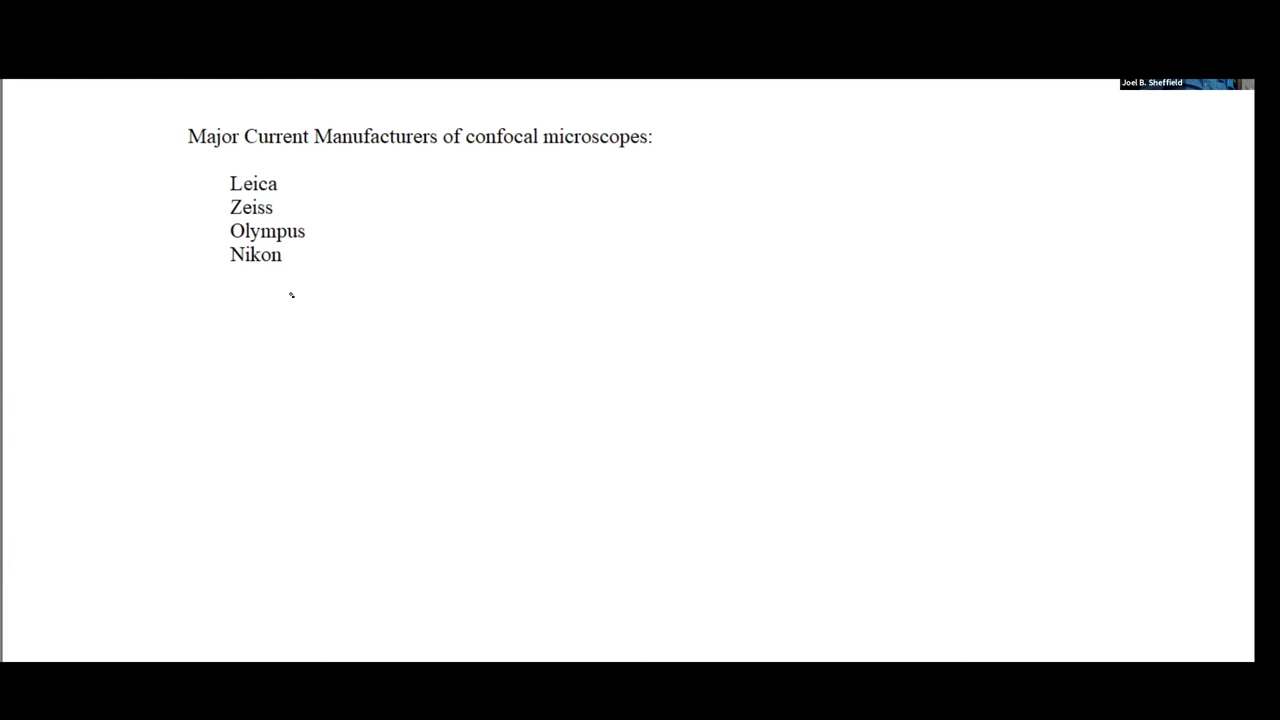 Joel B. Sheffield
Major Current Manufacturers of confocal microscopes:
Leica
Zeiss
Olympus
Nikon